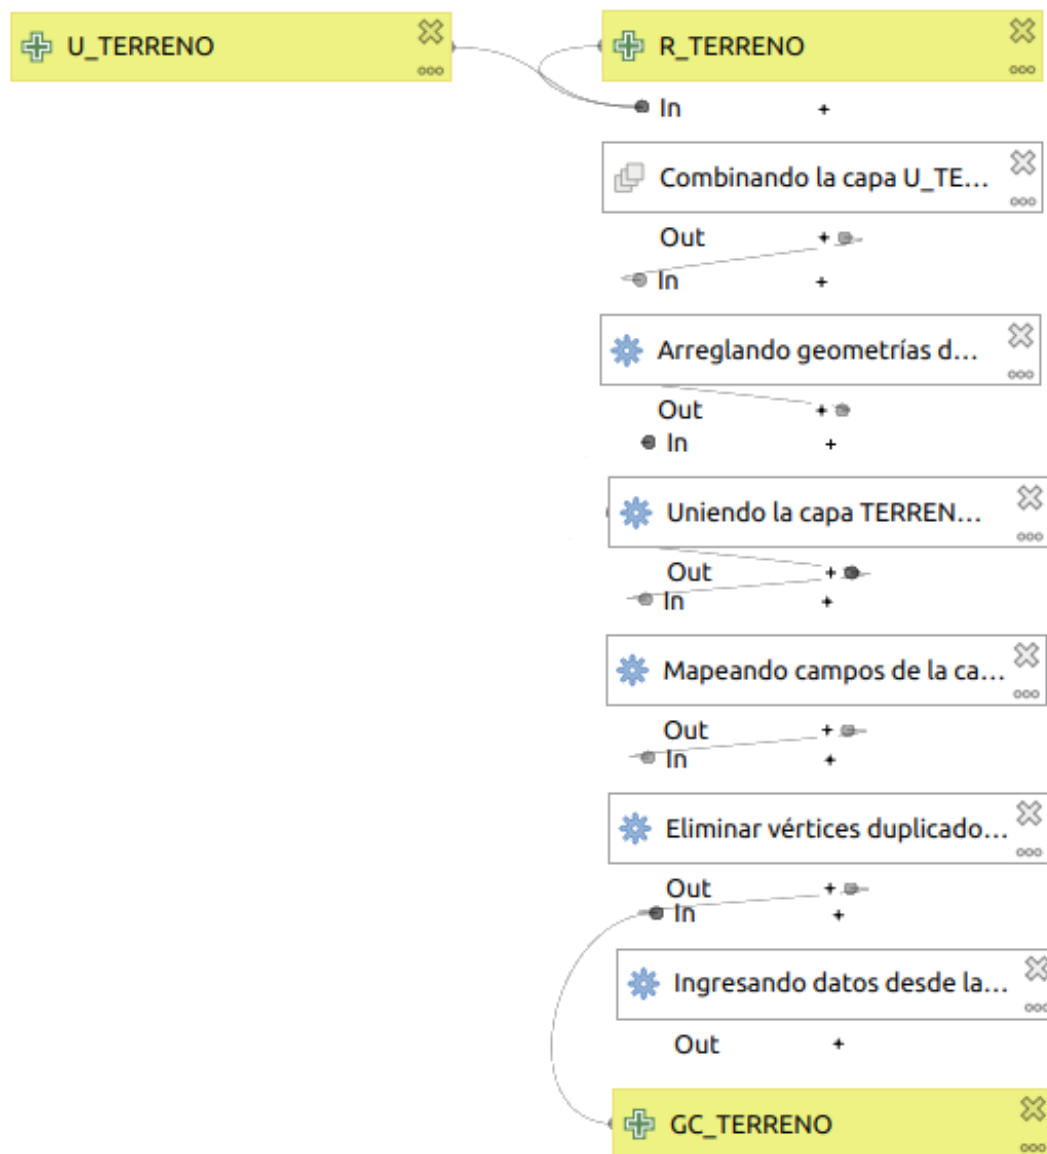 U_TERRENO
R_TERRENO
In
Combinando la capa U_TE...
Out
In
Arreglando geometrías d...
Out
In
Uniendo la capa TERREN...
Out
In
Mapeando campos de la ca...
Out
In
Eliminar vértices duplicado...
Out
In
Ingresando datos desde la...
Out
GC_TERRENO